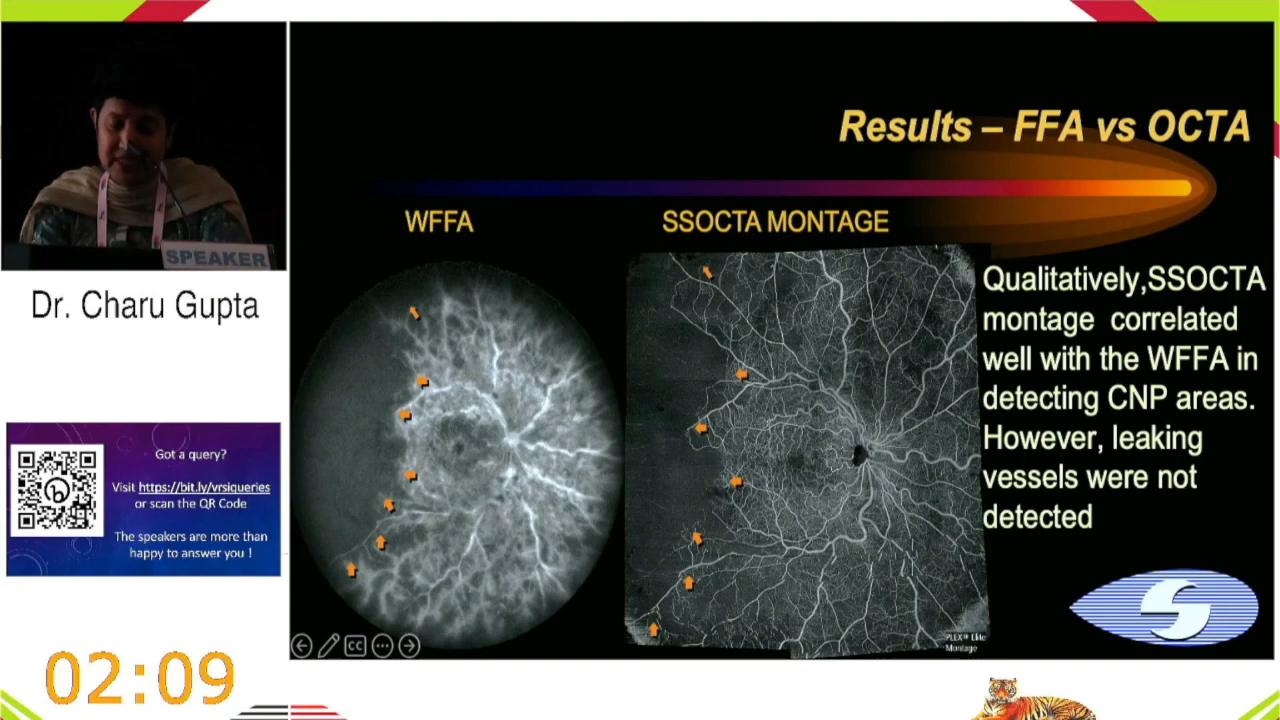 SPEAKER
Dr. Charu Gupta
Got a query?
Visit https://bit.ly/vrsiqueries
or scan the QR Code
The speakers are more than
happy to answer you !
02:09
Results – FFA vs OCTA
WFFA
SSOCTA MONTAGE
Qualitatively,SSOCTA
montage correlated
well with the WFFA in
detecting CNP areas.
However, leaking
vessels were not
detected
PLEX® Elite
Montage
CC